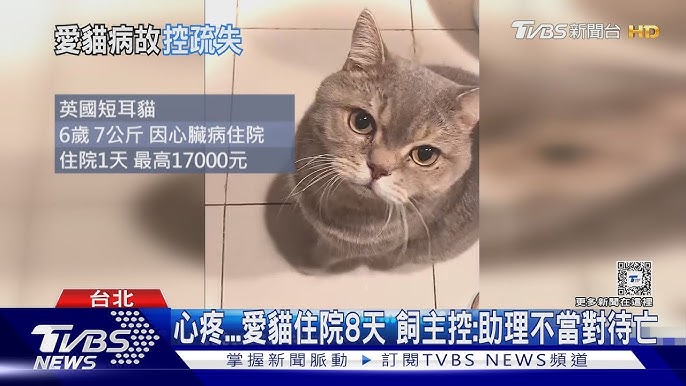 愛貓病故控疏失
TVBS新聞台 HD
英國短耳貓
6歲 7公斤 因心臟病住院
住院1天 最高17000元
更多新聞在這裡
台北
心疼...愛貓住院8天 飼主控:助理不當對待亡
TVBS
NEWS
掌握新聞脈動 ▸ 訂閱TVBS NEWS頻道
TVBS
NEWS